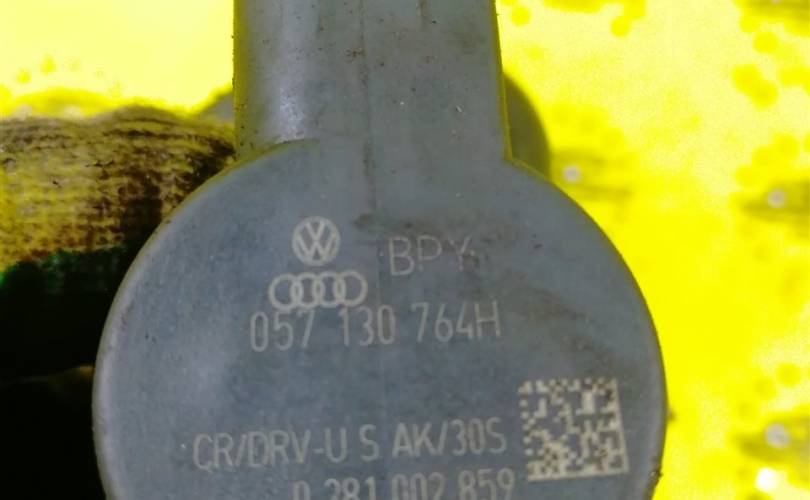 BPY
057 130 764H
CR/DRV-U S AK/30S
0 281 002 859